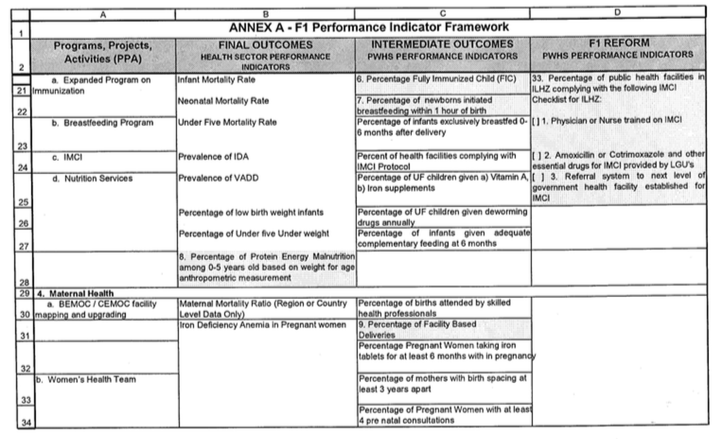 A B C D
1 ANNEX A - F1 Performance Indicator Framework
Programs, Projects, Activities (PPA)
FINAL OUTCOMES
HEALTH SECTOR PERFORMANCE INDICATORS
INTERMEDIATE OUTCOMES
PWHS PERFORMANCE INDICATORS
F1 REFORM
PWHS PERFORMANCE INDICATORS
2
a. Expanded Program on
Immunization
21
Infant Mortality Rate
6. Percentage Fully Immunized Child (FIC)
33. Percentage of public health facilities in
ILHZ complying with the following IMCI
Checklist for ILHZ:
22
Neonatal Mortality Rate
7. Percentage of newborns initiated
breastfeeding within 1 hour of birth
b. Breastfeeding Program
23
Under Five Mortality Rate
Percentage of infants exclusively breastfed 0-
6 months after delivery
[ ] 1. Physician or Nurse trained on IMCI
c. IMCI
24
Prevalence of IDA
Percent of health facilities complying with
IMCI Protocol
[ ] 2. Amoxicilin or Cotrimoxazole and other
essential drugs for IMCI provided by LGU's
d. Nutrition Services
25
Prevalence of VADD
Percentage of UF children given a) Vitamin A,
b) Iron supplements
[ ] 3. Referral system to next level of
government health facility established for
IMCI
26
Percentage of low birth weight infants
Percentage of UF children given deworming
drugs annually
27
Percentage of Under five Under weight
Percentage of infants given adequate
complementary feeding at 6 months
28
8. Percentage of Protein Energy Malnutrition
among 0-5 years old based on weight for age
anthropometric measurement
29 4. Maternal Health
a. BEMOC / CEMOC facility
30 mapping and upgrading
Maternal Mortality Ratio (Region or Country
Level Data Only)
Percentage of births attended by skilled
health professionals
31
Iron Deficiency Anemia in Pregnant women
9. Percentage of Facility Based
Deliveries
32
Percentage Pregnant Women taking iron
tablets for at least 6 months with in pregnancy
b. Women's Health Team
33
Percentage of mothers with birth spacing at
least 3 years apart
34
Percentage of Pregnant Women with at least
4 pre natal consultations